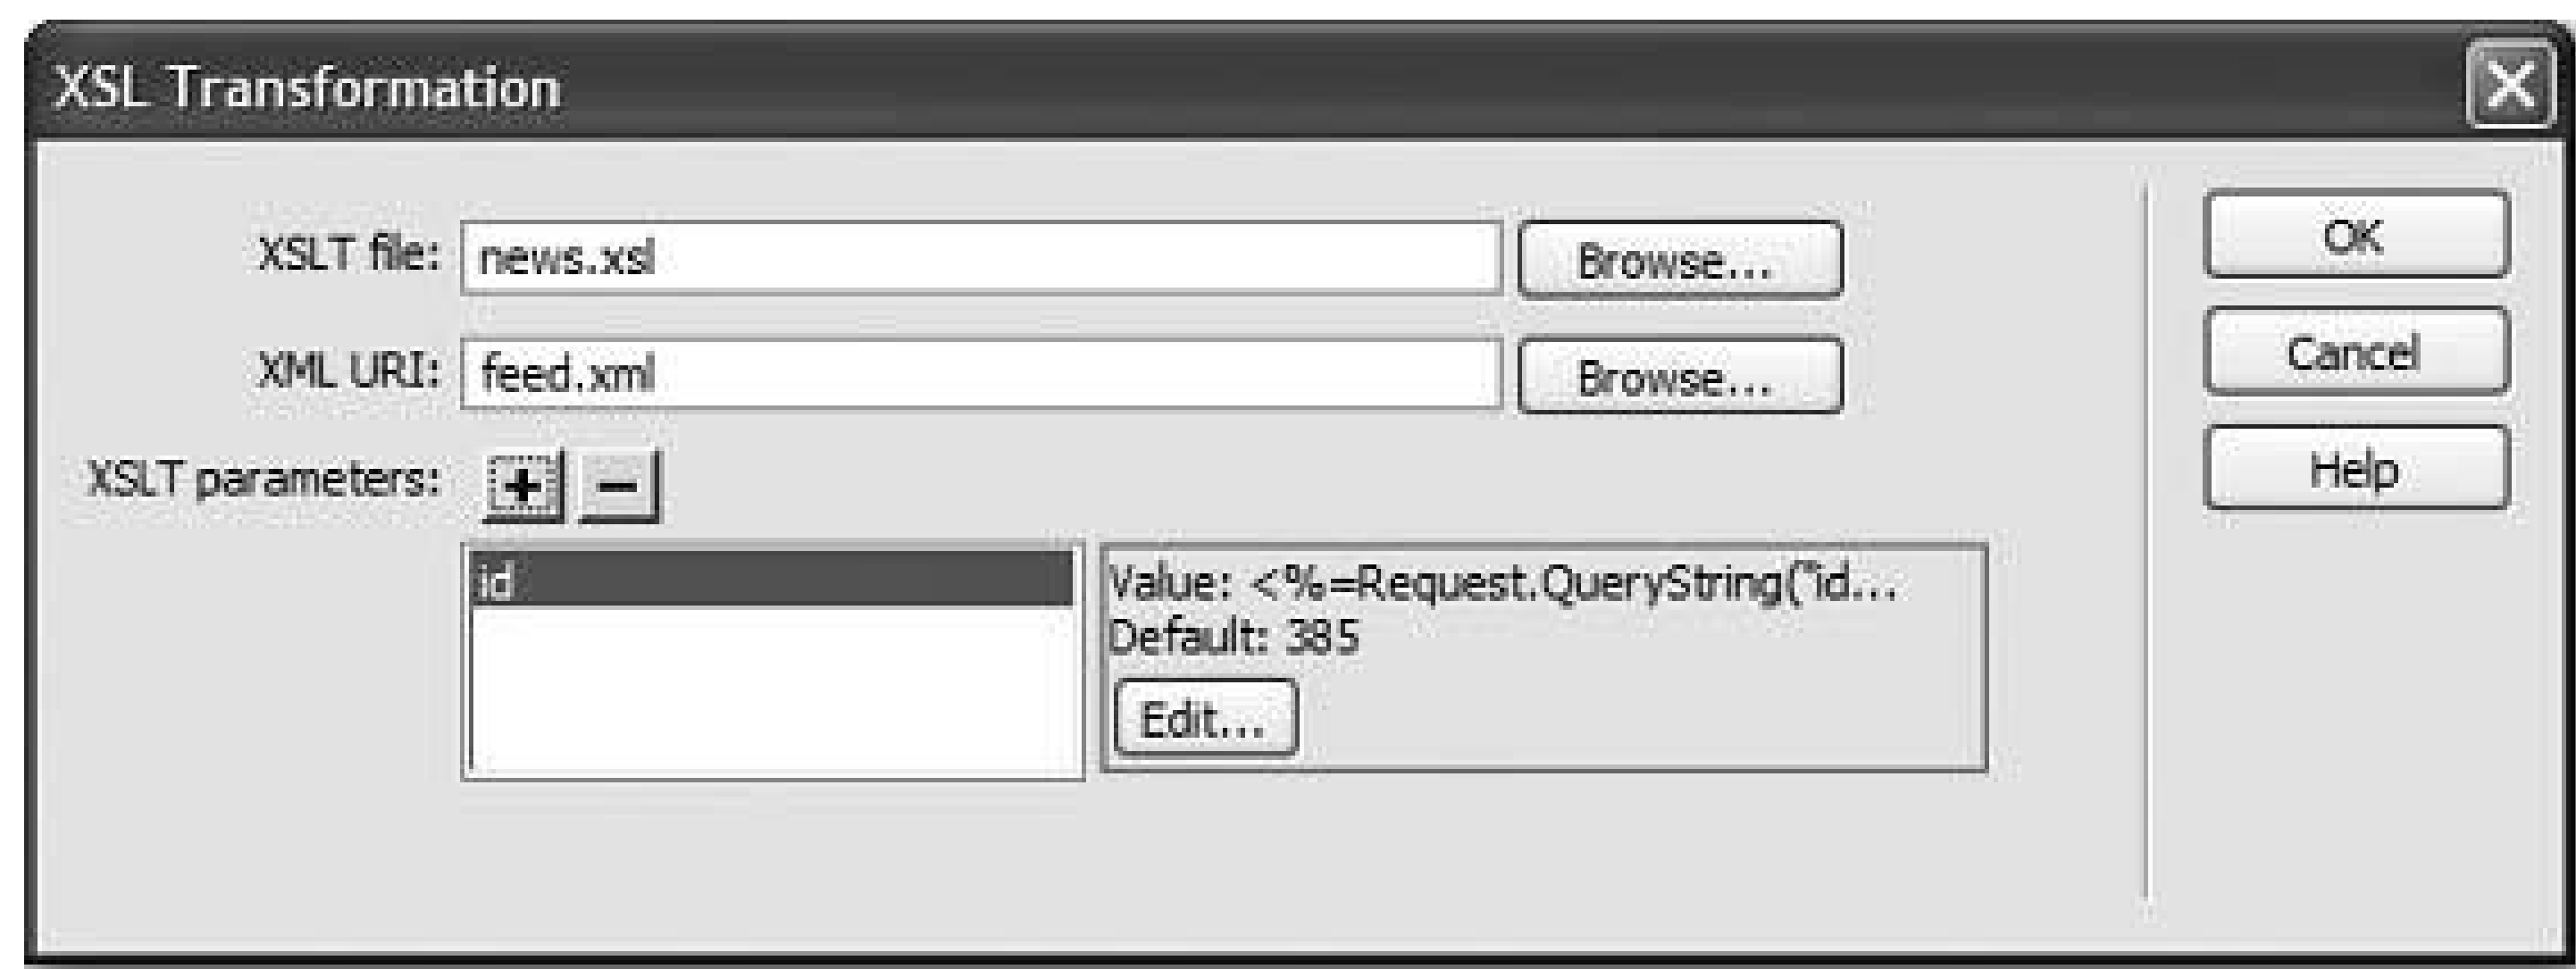 XSL Transformation
XSLT file: news.xsl Browse... OK
XML URI: feed.xml Browse... Cancel
XSLT parameters: + − Help
id
Value: <%=Request.QueryString("id...
Default: 385
Edit...